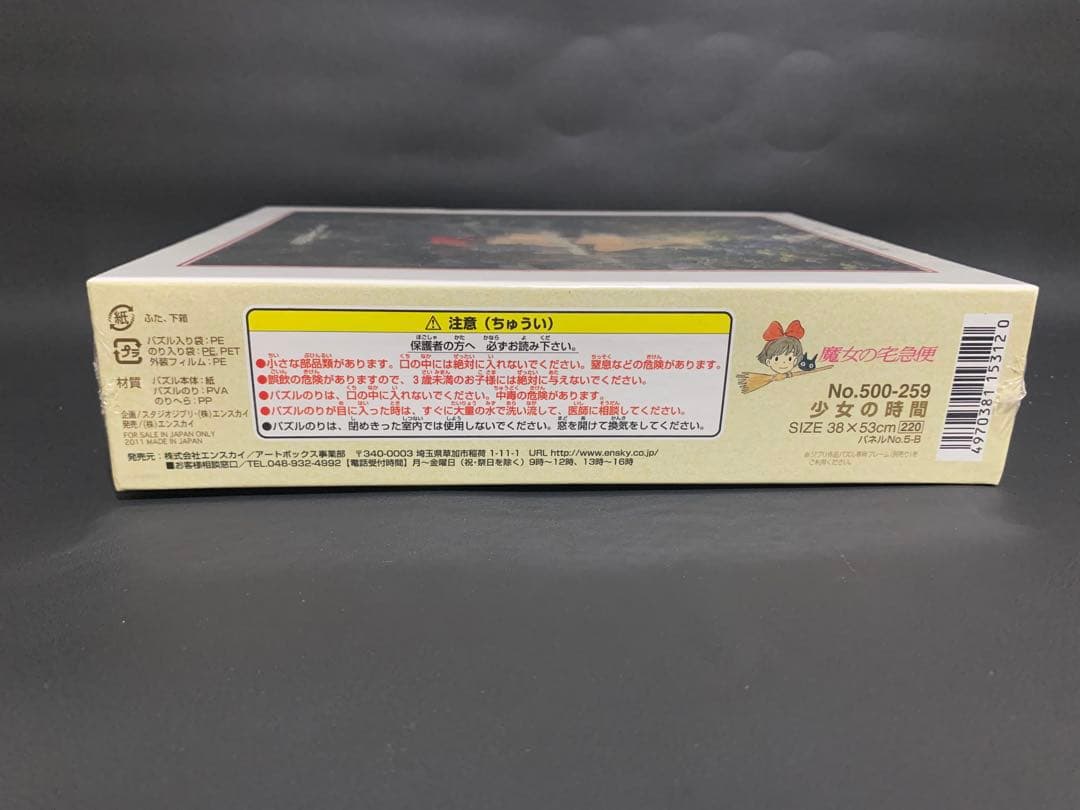 紙 ふた、下箱
プラ パズル入り袋：PE
のり入り袋：PE, PET
外装フィルム：PE
材質 パズル本体：紙
パズルのり：PVA
のりへら：PP
企画／スタジオジブリ・(株)エンスカイ
発売／(株)エンスカイ
FOR SALE IN JAPAN ONLY
2011 MADE IN JAPAN
注意（ちゅうい）
保護者の方へ 必ずお読み下さい。
●小さな部品類があります。口の中には絶対に入れないでください。窒息などの危険があります。
●誤飲の危険がありますので、3歳未満のお子様には絶対に与えないでください。
●パズルのりは、口の中に入れないでください。中毒の危険があります。
●パズルのりが目に入った時は、すぐに大量の水で洗い流して、医師に相談してください。
●パズルのりは、閉めきった室内では使用しないでください。窓を開けて換気をしてください。
発売元：株式会社エンスカイ／アートボックス事業部 〒340-0003 埼玉県草加市稲荷 1-11-1 URL http://www.ensky.co.jp/
■お客様相談窓口／TEL.048-932-4992【電話受付時間】月〜金曜日（祝・祭日を除く）9時〜12時、13時〜16時
魔女の宅急便
No.500-259
少女の時間
SIZE 38×53cm 220
パネルNo.5-B
4970381153120